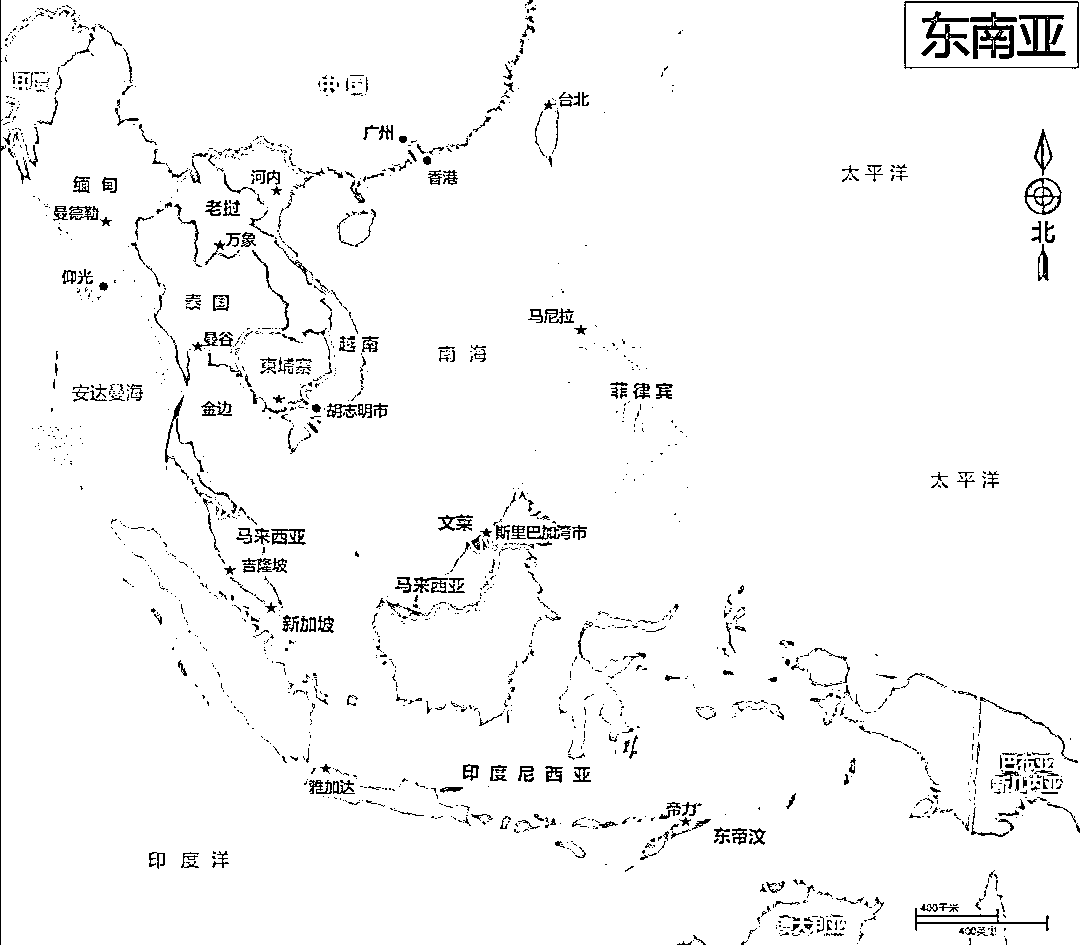 东南亚
印度
中国
台北
广州
香港
太平洋
缅甸
河内
曼德勒
老挝
万象
北
仰光
泰国
马尼拉
曼谷
越南
南海
柬埔寨
安达曼海
菲律宾
金边
胡志明市
太平洋
文莱
斯里巴加湾市
马来西亚
吉隆坡
马来西亚
新加坡
印度尼西亚
巴布亚
新几内亚
雅加达
帝力
东帝汶
印度洋
400千米
400英里
澳大利亚